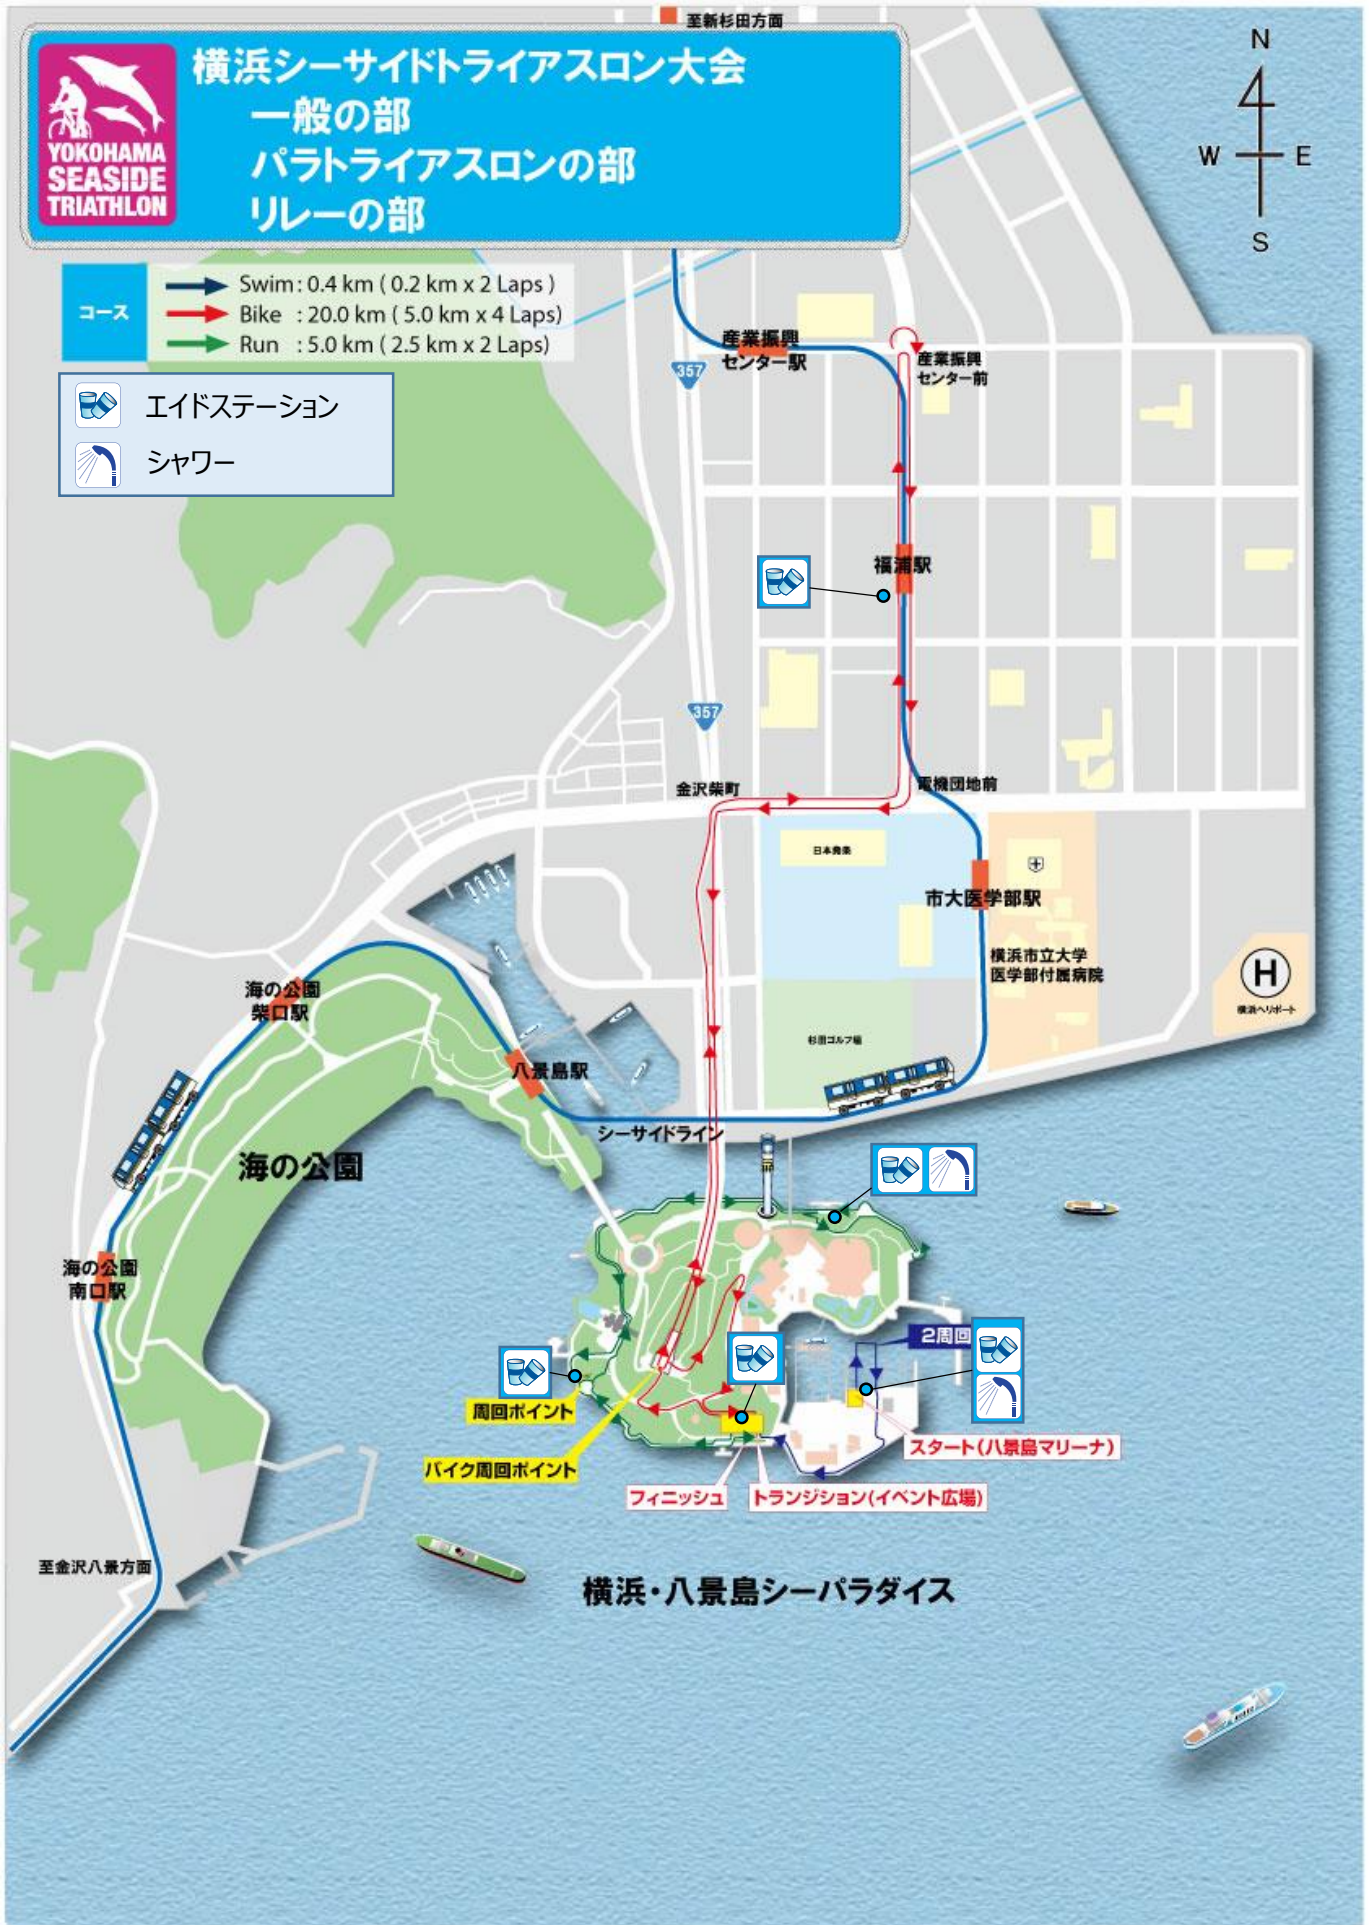 至新杉田方面
横浜シーサイドトライアスロン大会
一般の部
パラトライアスロンの部
リレーの部
YOKOHAMA
SEASIDE
TRIATHLON
N
W E
S
コース
Swim : 0.4 km ( 0.2 km x 2 Laps )
Bike : 20.0 km ( 5.0 km x 4 Laps)
Run : 5.0 km ( 2.5 km x 2 Laps)
エイドステーション
シャワー
産業振興
センター駅
産業振興
センター前
357
福浦駅
357
金沢柴町
電機団地前
日本発条
市大医学部駅
横浜市立大学
医学部付属病院
H
横浜ヘリポート
杉田ゴルフ場
海の公園
柴口駅
八景島駅
シーサイドライン
海の公園
海の公園
南口駅
2周回
周回ポイント
バイク周回ポイント
スタート(八景島マリーナ)
フィニッシュ
トランジション(イベント広場)
至金沢八景方面
横浜・八景島シーパラダイス